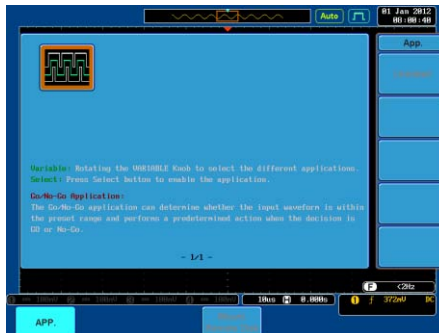 Auto
01 Jan 2012
00:00:40
App.
Variable: Rotating the VARIABLE Knob to select the different applications.
Select: Press Select button to enable the application.
Go/No-Go Application:
The Go/No-Go application can determine whether the input waveform is within
the preset range and performs a predetermined action when the decision is
GO or No-Go.
- 1/1 -
F <2Hz
10us 0.000s
1 f 372mV DC
APP.